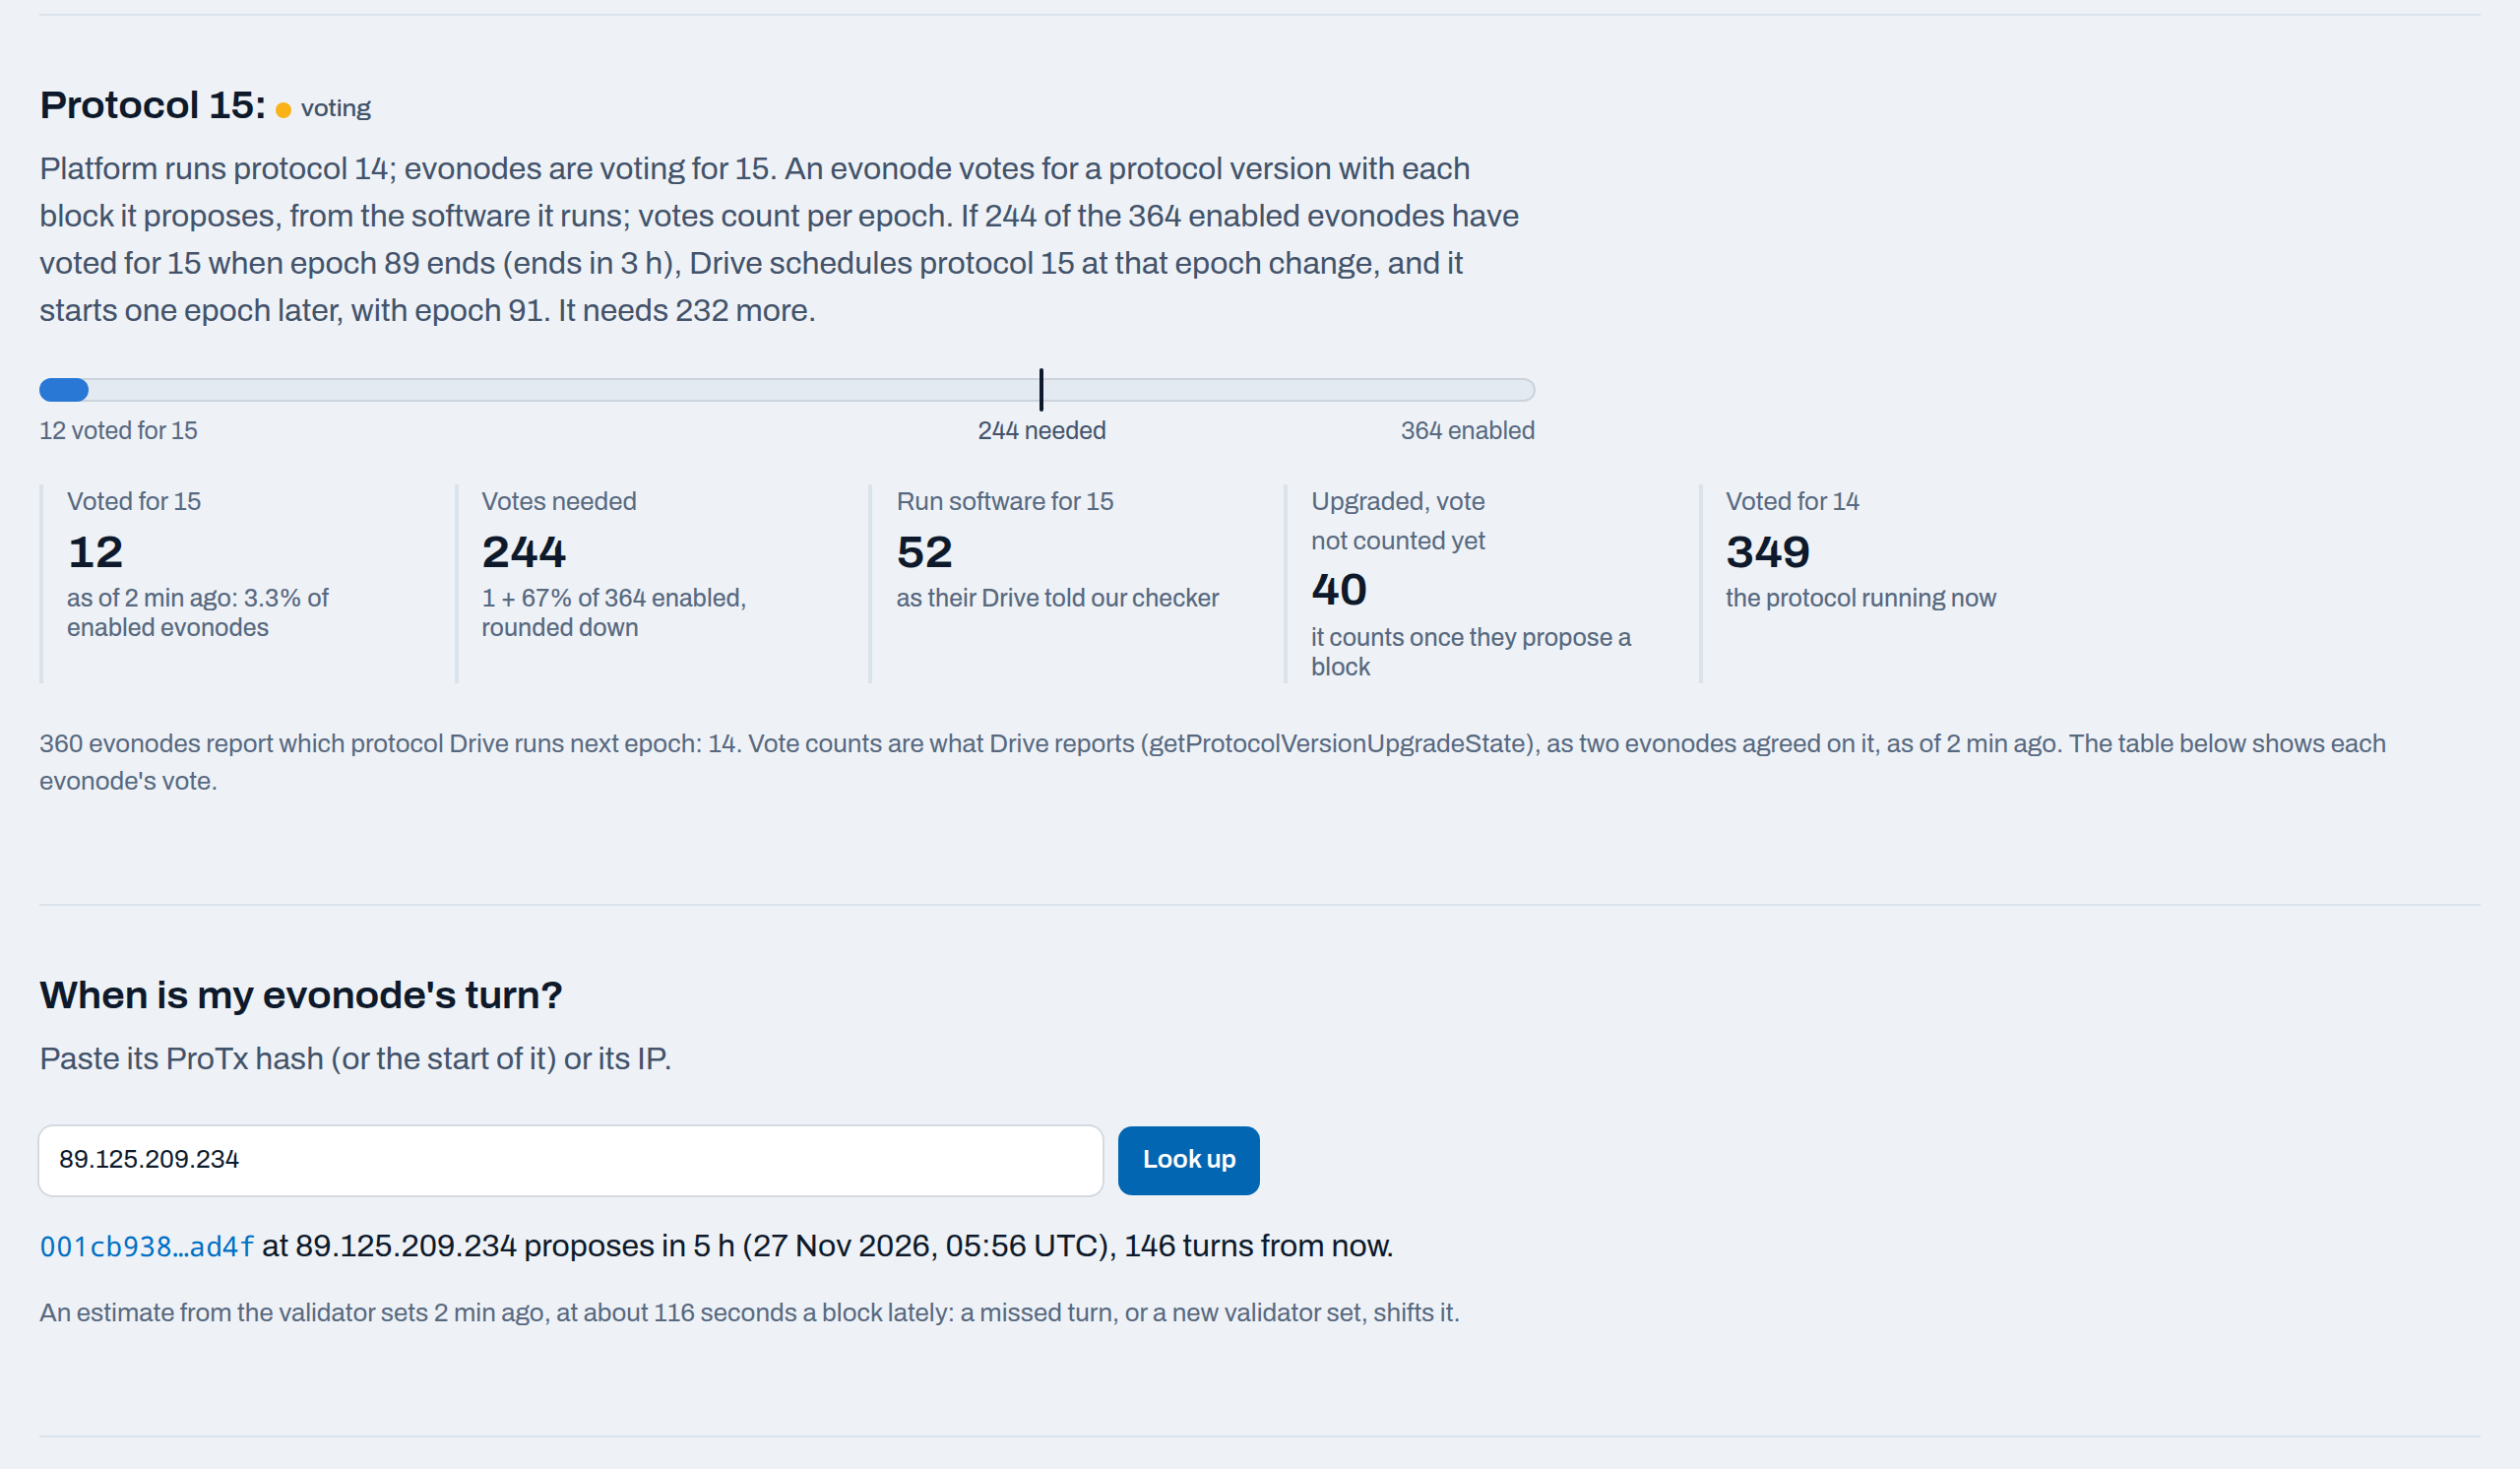 Protocol 15: voting
Platform runs protocol 14; evonodes are voting for 15. An evonode votes for a protocol version with each
block it proposes, from the software it runs; votes count per epoch. If 244 of the 364 enabled evonodes have
voted for 15 when epoch 89 ends (ends in 3 h), Drive schedules protocol 15 at that epoch change, and it
starts one epoch later, with epoch 91. It needs 232 more.
12 voted for 15
244 needed
364 enabled
Voted for 15
12
as of 2 min ago: 3.3% of
enabled evonodes
Votes needed
244
1 + 67% of 364 enabled,
rounded down
Run software for 15
52
as their Drive told our checker
Upgraded, vote
not counted yet
40
it counts once they propose a
block
Voted for 14
349
the protocol running now
360 evonodes report which protocol Drive runs next epoch: 14. Vote counts are what Drive reports (getProtocolVersionUpgradeState), as two evonodes agreed on it, as of 2 min ago. The table below shows each
evonode's vote.
When is my evonode's turn?
Paste its ProTx hash (or the start of it) or its IP.
89.125.209.234
Look up
001cb938…ad4f at 89.125.209.234 proposes in 5 h (27 Nov 2026, 05:56 UTC), 146 turns from now.
An estimate from the validator sets 2 min ago, at about 116 seconds a block lately: a missed turn, or a new validator set, shifts it.